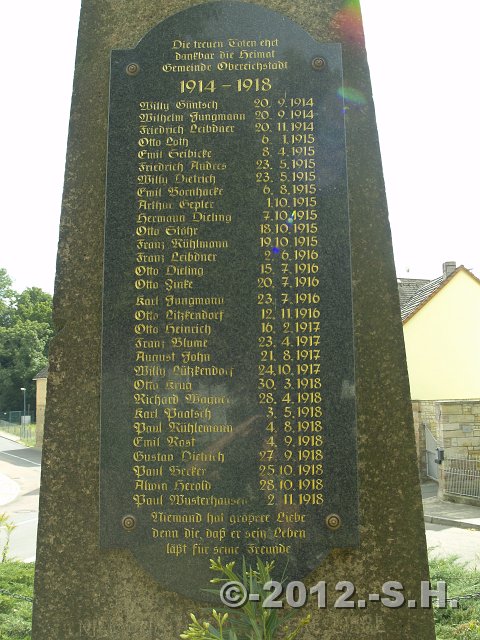 Die treuen Toten ehrt
dankbar die Heimat
Gemeinde Obereichstädt
1914 - 1918
Willy Güntsch 20. 9. 1914
Wilhelm Jungmann 20. 9. 1914
Friedrich Leibdner 20. 11. 1914
Otto Loth 6. 1. 1915
Emil Seibicke 8. 4. 1915
Friedrich Andres 23. 5. 1915
Willy Dietrich 23. 5. 1915
Emil Bornhacke 6. 8. 1915
Arthur Gepler 1. 10. 1915
Hermann Dieling 7. 10. 1915
Otto Stöhr 18. 10. 1915
Franz Rühlmann 19. 10. 1915
Franz Leibdner 2. 6. 1916
Otto Dieling 15. 7. 1916
Otto Zinke 20. 7. 1916
Karl Jungmann 23. 7. 1916
Otto Litzkendorf 12. 11. 1916
Otto Heinrich 16. 2. 1917
Franz Blume 23. 4. 1917
August John 21. 8. 1917
Willy Lützkendorf 24. 10. 1917
Otto Krug 30. 3. 1918
Richard Wagner 28. 4. 1918
Karl Paatsch 3. 5. 1918
Paul Rühlemann 4. 8. 1918
Emil Rast 4. 9. 1918
Gustav Dietrich 27. 9. 1918
Paul Becker 25. 10. 1918
Alwin Herold 28. 10. 1918
Paul Wusterhausen 2. 11. 1918
Niemand hat größere Liebe
denn die, daß er sein Leben
läßt für seine Freunde
©-2012.-S.H.-